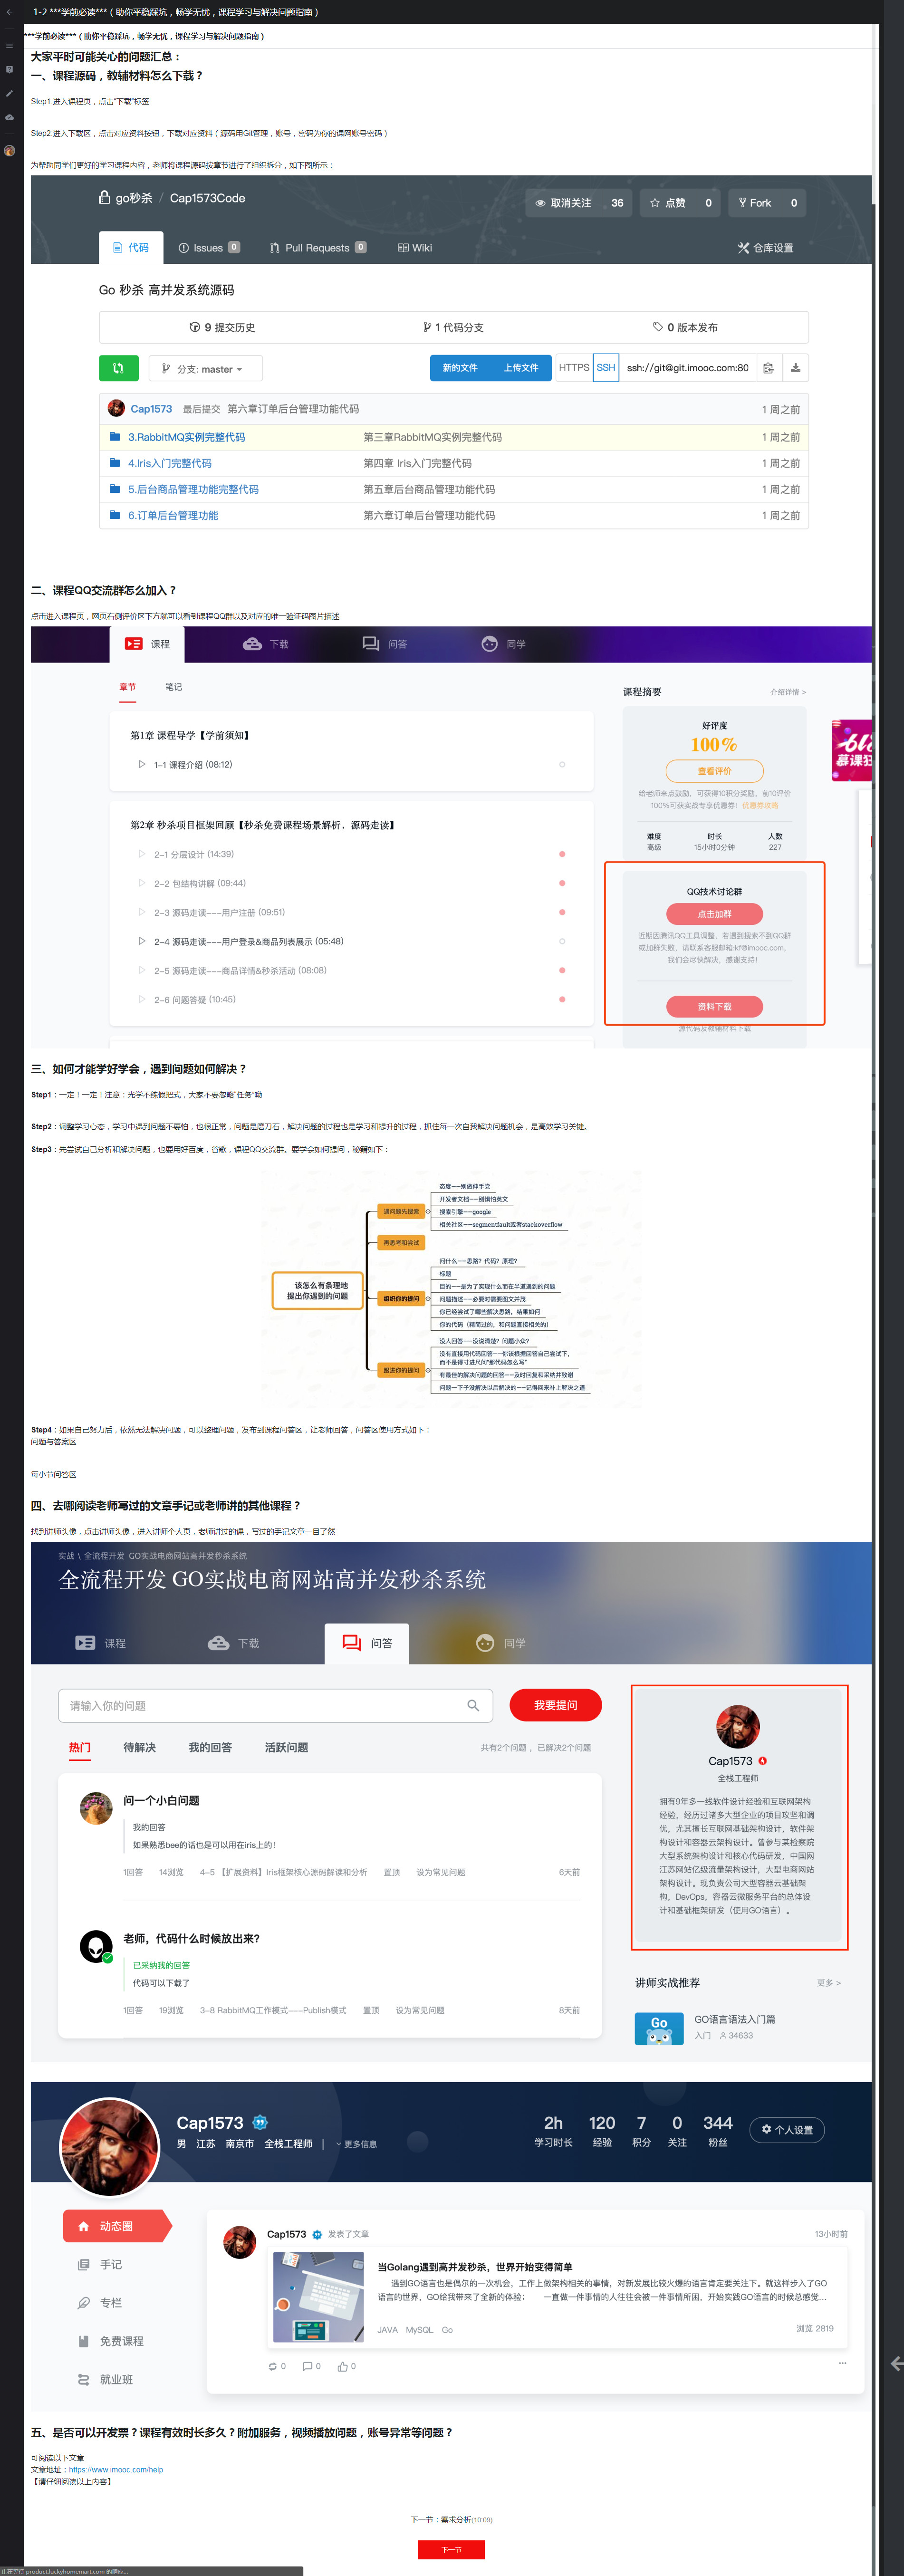 1-2 ***学前必读***（助你平稳踩坑，畅学无忧，课程学习与解决问题指南）
***学前必读***（助你平稳踩坑，畅学无忧，课程学习与解决问题指南）
大家平时可能关心的问题汇总：
一、课程源码，教辅材料怎么下载？
Step1:进入课程页，点击“下载”标签
Step2:进入下载区，点击对应资料按钮，下载对应资料（源码用Git管理，账号，密码为你的课网账号密码）
为帮助同学们更好的学习课程内容，老师将课程源码按章节进行了组织拆分，如下图所示：
go秒杀 / Cap1573Code
取消关注 36 点赞 0 Fork 0
代码 Issues 0 Pull Requests 0 Wiki 仓库设置
Go 秒杀 高并发系统源码
9 提交历史 1 代码分支 0 版本发布
分支: master 新的文件 上传文件 HTTPS SSH ssh://git@git.imooc.com:80
Cap1573 最后提交 第六章订单后台管理功能代码 1 周之前
3.RabbitMQ实例完整代码 第三章RabbitMQ实例完整代码 1 周之前
4.Iris入门完整代码 第四章 Iris入门完整代码 1 周之前
5.后台商品管理功能完整代码 第五章后台商品管理功能代码 1 周之前
6.订单后台管理功能 第六章订单后台管理功能代码 1 周之前
二、课程QQ交流群怎么加入？
点击进入课程页，网页右侧评价区下方就可以看到课程QQ群以及对应的唯一验证码图片描述
课程 下载 问答 同学
章节 笔记
第1章 课程导学【学前须知】
1-1 课程介绍 (08:12)
第2章 秒杀项目框架回顾【秒杀免费课程场景解析，源码走读】
2-1 分层设计 (14:39)
2-2 包结构讲解 (09:44)
2-3 源码走读---用户注册 (09:51)
2-4 源码走读---用户登录&商品列表展示 (05:48)
2-5 源码走读---商品详情&秒杀活动 (08:08)
2-6 问题答疑 (10:45)
课程摘要 介绍详情 >
好评度
100%
查看评价
给老师来点鼓励，可获得10积分奖励，前10评价
100%可获实战专享优惠券！优惠券攻略
难度 时长 人数
高级 15小时0分钟 227
QQ技术讨论群
点击加群
近期因腾讯QQ工具调整，若遇到搜索不到QQ群
或加群失败，请联系客服邮箱:kf@imooc.com，
我们会尽快解决，感谢支持！
资料下载
源代码及教辅材料下载
三、如何才能学好学会，遇到问题如何解决？
Step1：一定！一定！注意：光学不练假把式，大家不要忽略“任务”呦
Step2：调整学习心态，学习中遇到问题不要怕，也很正常，问题是磨刀石，解决问题的过程也是学习和提升的过程，抓住每一次自我解决问题机会，是高效学习关键。
Step3：先尝试自己分析和解决问题，也要用好百度，谷歌，课程QQ交流群。要学会如何提问，秘籍如下：
该怎么有条理地
提出你遇到的问题
遇问题先搜索
态度——别做伸手党
开发者文档——别惧怕英文
搜索引擎——google
相关社区——segmentfault或者stackoverflow
再思考和尝试
组织你的提问
问什么——思路？代码？原理？
标题
目的——是为了实现什么而在半道遇到的问题
问题描述——必要时需要图文并茂
你已经尝试了哪些解决思路，结果如何
你的代码（精简过的，和问题直接相关的）
跟进你的提问
没人回答——没说清楚？问题小众？
没有直接用代码回答——你该根据回答自己尝试下，
而不是得寸进尺问“那代码怎么写”
有最佳的解决问题的回答——及时回复和采纳并致谢
问题一下子没解决以后解决的——记得回来补上解决之道
Step4：如果自己努力后，依然无法解决问题，可以整理问题，发布到课程问答区，让老师回答，问答区使用方式如下：
问题与答案区
每小节问答区
四、去哪阅读老师写过的文章手记或老师讲的其他课程？
找到讲师头像，点击讲师头像，进入讲师个人页，老师讲过的课，写过的手记文章一目了然
实战 \ 全流程开发 GO实战电商网站高并发秒杀系统
全流程开发 GO实战电商网站高并发秒杀系统
课程 下载 问答 同学
请输入你的问题 我要提问
热门 待解决 我的回答 活跃问题 共有2个问题，已解决2个问题
问一个小白问题
我的回答
如果熟悉bee的话也是可以用在iris上的！
1回答 14浏览 4-5 【扩展资料】Iris框架核心源码解读和分析 置顶 设为常见问题 6天前
老师，代码什么时候放出来？
已采纳我的回答
代码可以下载了
1回答 19浏览 3-8 RabbitMQ工作模式---Publish模式 置顶 设为常见问题 8天前
Cap1573
全栈工程师
拥有9年多一线软件设计经验和互联网架构
经验，经历过诸多大型企业的项目攻坚和调
优，尤其擅长互联网基础架构设计，软件架
构设计和容器云架构设计。曾参与某检察院
大型系统架构设计和核心代码研发，中国网
江苏网站亿级流量架构设计，大型电商网站
架构设计。现负责公司大型容器云基础架
构，DevOps，容器云微服务平台的总体设
计和基础框架研发（使用GO语言）。
讲师实战推荐 更多 >
Go GO语言语法入门篇
入门 34633
Cap1573
男 江苏 南京市 全栈工程师 | 更多信息
2h 120 7 0 344
学习时长 经验 积分 关注 粉丝
个人设置
动态圈
手记
专栏
免费课程
就业班
Cap1573 发表了文章 13小时前
当Golang遇到高并发秒杀，世界开始变得简单
遇到GO语言也是偶尔的一次机会，工作上做架构相关的事情，对新发展比较火爆的语言肯定要关注下。就这样步入了GO
语言的世界，GO给我带来了全新的体验； 一直做一件事情的人往往会被一件事情所困，开始实践GO语言的时候总感觉...
JAVA MySQL Go 浏览 2819
0 0 0 ...
五、是否可以开发票？课程有效时长多久？附加服务，视频播放问题，账号异常等问题？
可阅读以下文章
文章地址：https://www.imooc.com/help
【请仔细阅读以上内容】
下一节：需求分析(10:09)
下一节
正在等待 product.luckyhomemart.com 的响应...